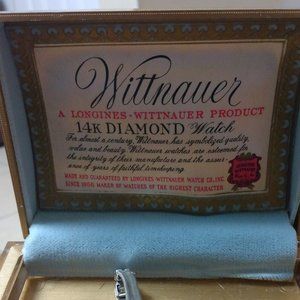 Wittnauer
A LONGINES-WITTNAUER PRODUCT
14K DIAMOND Watch
For almost a century, Wittnauer has symbolized quality,
value and beauty. Wittnauer watches are esteemed for
the integrity of their manufacture and the assur-
ance of years of faithful timekeeping.
MADE AND GUARANTEED BY LONGINES WITTNAUER WATCH CO., INC.
SINCE 1866 MAKER OF WATCHES OF THE HIGHEST CHARACTER